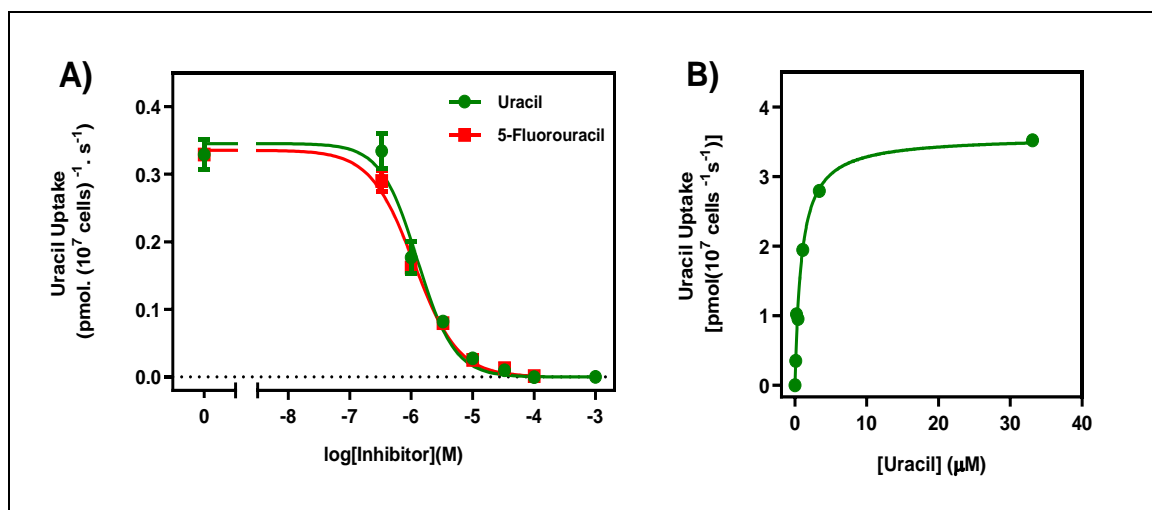 A)
Uracil Uptake
(pmol. (10⁷ cells) ⁻¹. s⁻¹)
0.4
0.3
0.2
0.1
0.0
Uracil
5-Fluorouracil
0
-8
-7
-6
-5
-4
-3
log[Inhibitor](M)
B)
Uracil Uptake
[pmol(10⁷ cells ⁻¹s⁻¹)]
4
3
2
1
0
0
10
20
30
40
[Uracil] (μM)